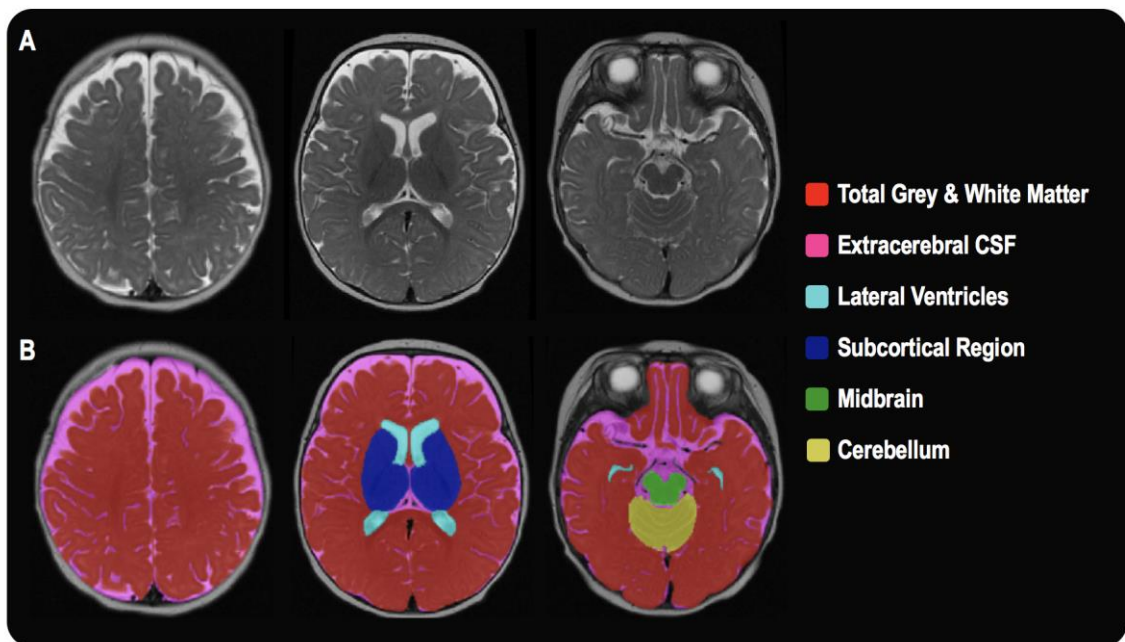 A
B
Total Grey & White Matter
Extracerebral CSF
Lateral Ventricles
Subcortical Region
Midbrain
Cerebellum